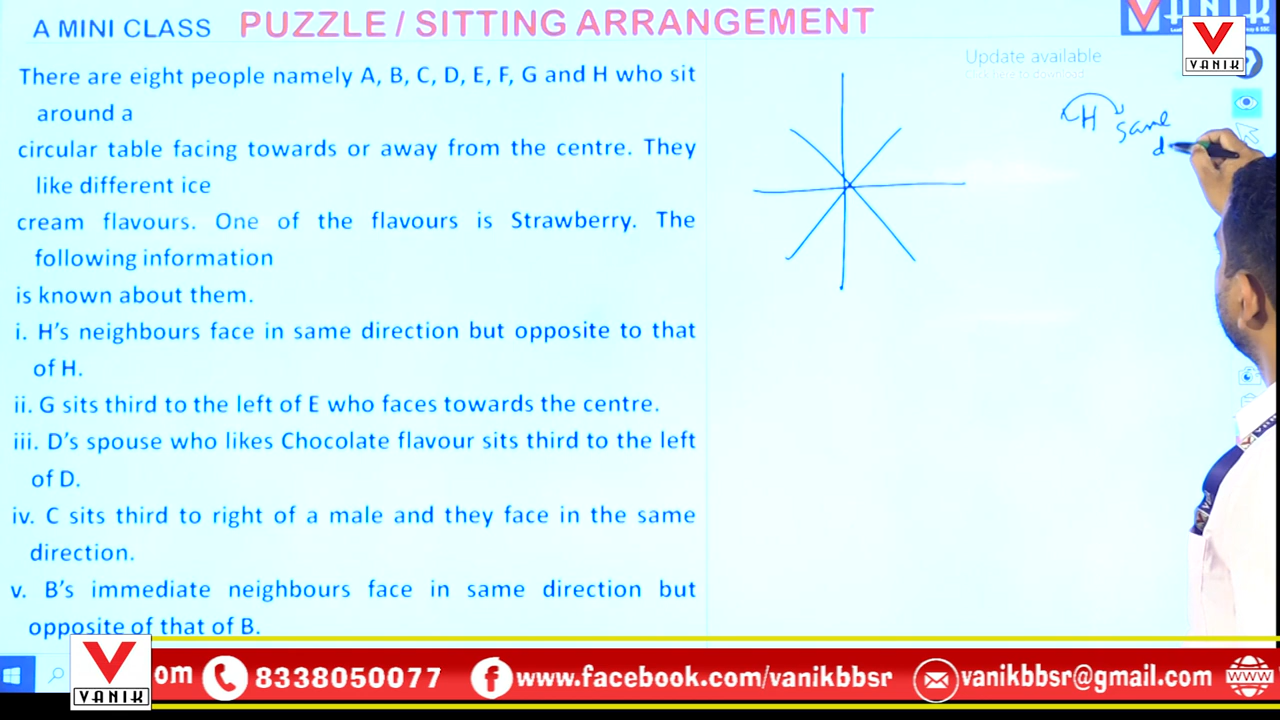 A MINI CLASS PUZZLE / SITTING ARRANGEMENT
VANIK
VANIK
Update available
Click here to download
There are eight people namely A, B, C, D, E, F, G and H who sit
around a
circular table facing towards or away from the centre. They
like different ice
cream flavours. One of the flavours is Strawberry. The
following information
is known about them.
i. H's neighbours face in same direction but opposite to that
of H.
ii. G sits third to the left of E who faces towards the centre.
iii. D's spouse who likes Chocolate flavour sits third to the left
of D.
iv. C sits third to right of a male and they face in the same
direction.
v. B's immediate neighbours face in same direction but
opposite of that of B.
H same
d
VANIK
om 8338050077 www.facebook.com/vanikbbsr vanikbbsr@gmail.com